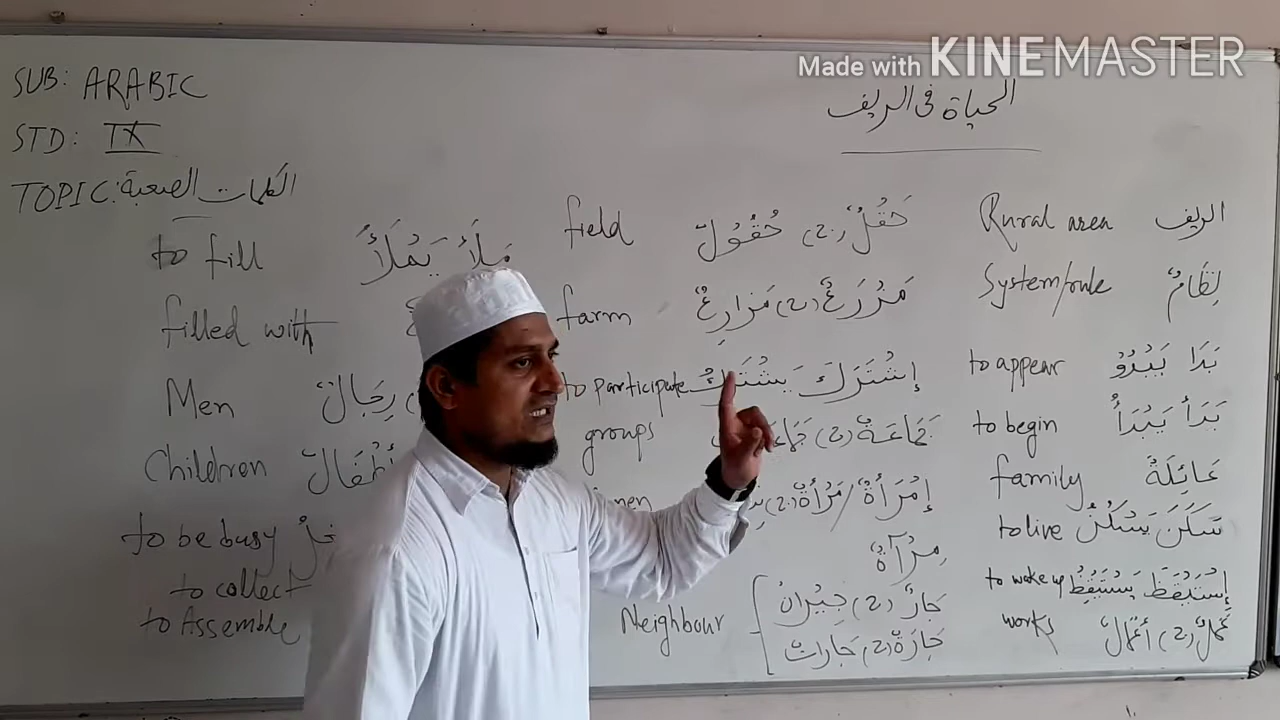 Made with KINEMASTER
SUB: ARABIC
STD: IX
TOPIC: الكلمات الصعبة
الحياة فى الريف
الريف Rural area
نِظَامٌ System/rule
بَدَا يَبْدُوْ to appear
بَدَأَ يَبْدَأُ to begin
عَائِلَةٌ family
سَكَنَ يَسْكُنُ to live
إِسْتَيْقَظَ يَسْتَيْقِظُ to wake up
عَمَلٌ (ج) أَعْمَالٌ works
حَقْلٌ (ج) حُقُوْلٌ field
مَزْرَعَةٌ (ج) مَزَارِعُ farm
إِشْتَرَكَ يَشْتَرِكُ to participate
جَمَاعَةٌ (ج) groups
إِمْرَأَةٌ / مَرْأَةٌ (ج)
مِرْآةٌ
جَارٌ (ج) جِيْرَانٌ
Neighbour
جَارَةٌ (ج) جَارَاتٌ
مَلَأَ يَمْلَأُ to fill
filled with
رِجَالٌ Men
أَطْفَالٌ Children
to be busy
to collect
to Assemble